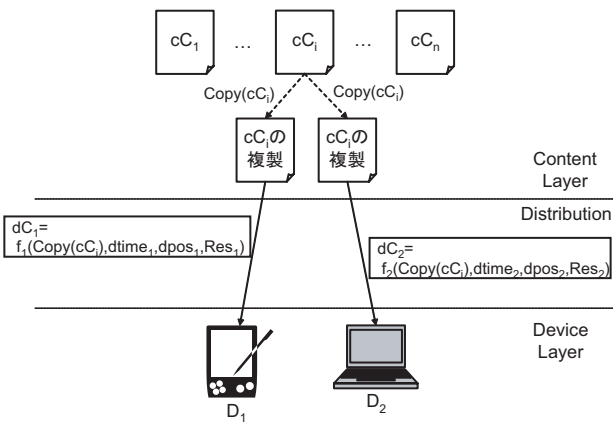 cC₁ … cCᵢ … cCₙ
Copy(cCᵢ) Copy(cCᵢ)
cCᵢの
複製
cCᵢの
複製
Content
Layer
Distribution
dC₁=
f₁(Copy(cCᵢ),dtime₁,dpos₁,Res₁)
dC₂=
f₂(Copy(cCᵢ),dtime₂,dpos₂,Res₂)
Device
Layer
D₁
D₂